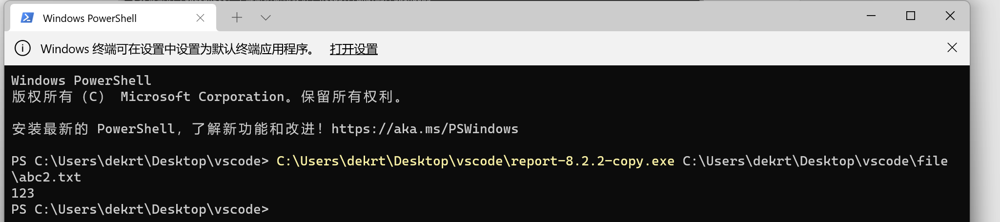 Windows PowerShell
Windows 终端可在设置中设置为默认终端应用程序。 打开设置
Windows PowerShell
版权所有 (C) Microsoft Corporation。保留所有权利。
安装最新的 PowerShell，了解新功能和改进！https://aka.ms/PSWindows
PS C:\Users\dekrt\Desktop\vscode> C:\Users\dekrt\Desktop\vscode\report-8.2.2-copy.exe C:\Users\dekrt\Desktop\vscode\file
\abc2.txt
123
PS C:\Users\dekrt\Desktop\vscode>